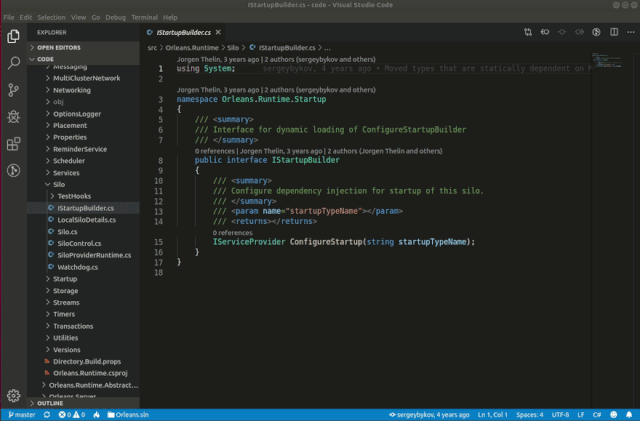 IStartupBuilder.cs - code - Visual Studio Code
File Edit Selection View Go Debug Terminal Help
EXPLORER
OPEN EDITORS
CODE
Messaging
MultiClusterNetwork
Networking
obj
OptionsLogger
Placement
Properties
ReminderService
Scheduler
Services
Silo
TestHooks
IStartupBuilder.cs
LocalSiloDetails.cs
Silo.cs
SiloControl.cs
SiloProviderRuntime.cs
Watchdog.cs
Startup
Storage
Streams
Timers
Transactions
Utilities
Versions
Directory.Build.props
Orleans.Runtime.csproj
Orleans.Runtime.Abstract...
Orleans.Server
OUTLINE
IStartupBuilder.cs ×
src > Orleans.Runtime > Silo > IStartupBuilder.cs > ...
Jorgen Thelin, 3 years ago | 2 authors (sergeybykov and others)
1 using System; sergeybykov, 4 years ago • Moved types that are statically dependent on
2
Jorgen Thelin, 3 years ago | 2 authors (sergeybykov and others)
3 namespace Orleans.Runtime.Startup
4 {
5 /// <summary>
6 /// Interface for dynamic loading of ConfigureStartupBuilder
7 /// </summary>
0 references | Jorgen Thelin, 3 years ago | 2 authors (Jorgen Thelin and others)
8 public interface IStartupBuilder
9 {
10 /// <summary>
11 /// Configure dependency injection for startup of this silo.
12 /// </summary>
13 /// <param name="startupTypeName"></param>
14 /// <returns></returns>
0 references
15 IServiceProvider ConfigureStartup(string startupTypeName);
16 }
17 }
18
master 0 0 Orleans.sln sergeybykov, 4 years ago Ln 1, Col 1 Spaces: 4 UTF-8 LF C#